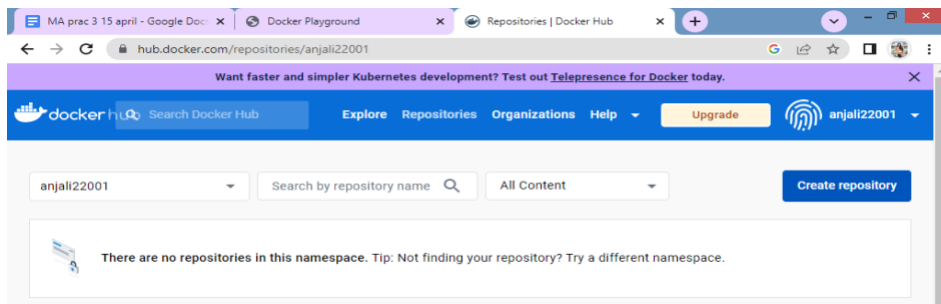 MA prac 3 15 april - Google Doc
Docker Playground
Repositories | Docker Hub
hub.docker.com/repositories/anjali22001
Want faster and simpler Kubernetes development? Test out Telepresence for Docker today.
docker hub Search Docker Hub Explore Repositories Organizations Help Upgrade anjali22001
anjali22001 Search by repository name All Content Create repository
There are no repositories in this namespace. Tip: Not finding your repository? Try a different namespace.